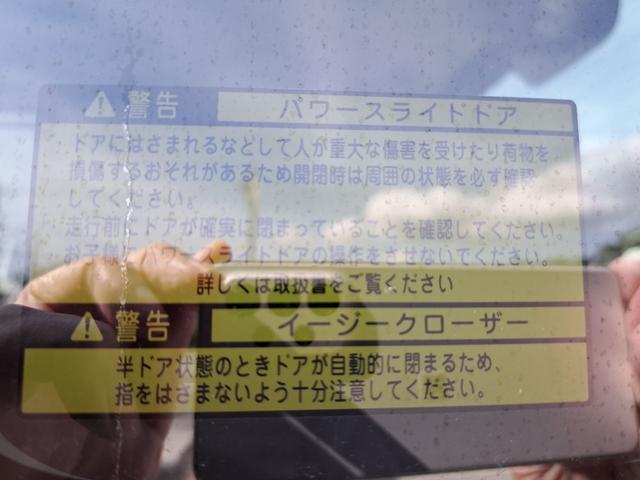 警告 パワースライドドア
ドアにはさまれるなどして人が重大な傷害を受けたり荷物を
損傷するおそれがあるため開閉時は周囲の状態を必ず確認
してください。
走行前にドアが確実に閉まっていることを確認してください。
お子様にパワースライドドアの操作をさせないでください。
詳しくは取扱書をご覧ください
警告 イージークローザー
半ドア状態のときドアが自動的に閉まるため、
指をはさまないよう十分注意してください。